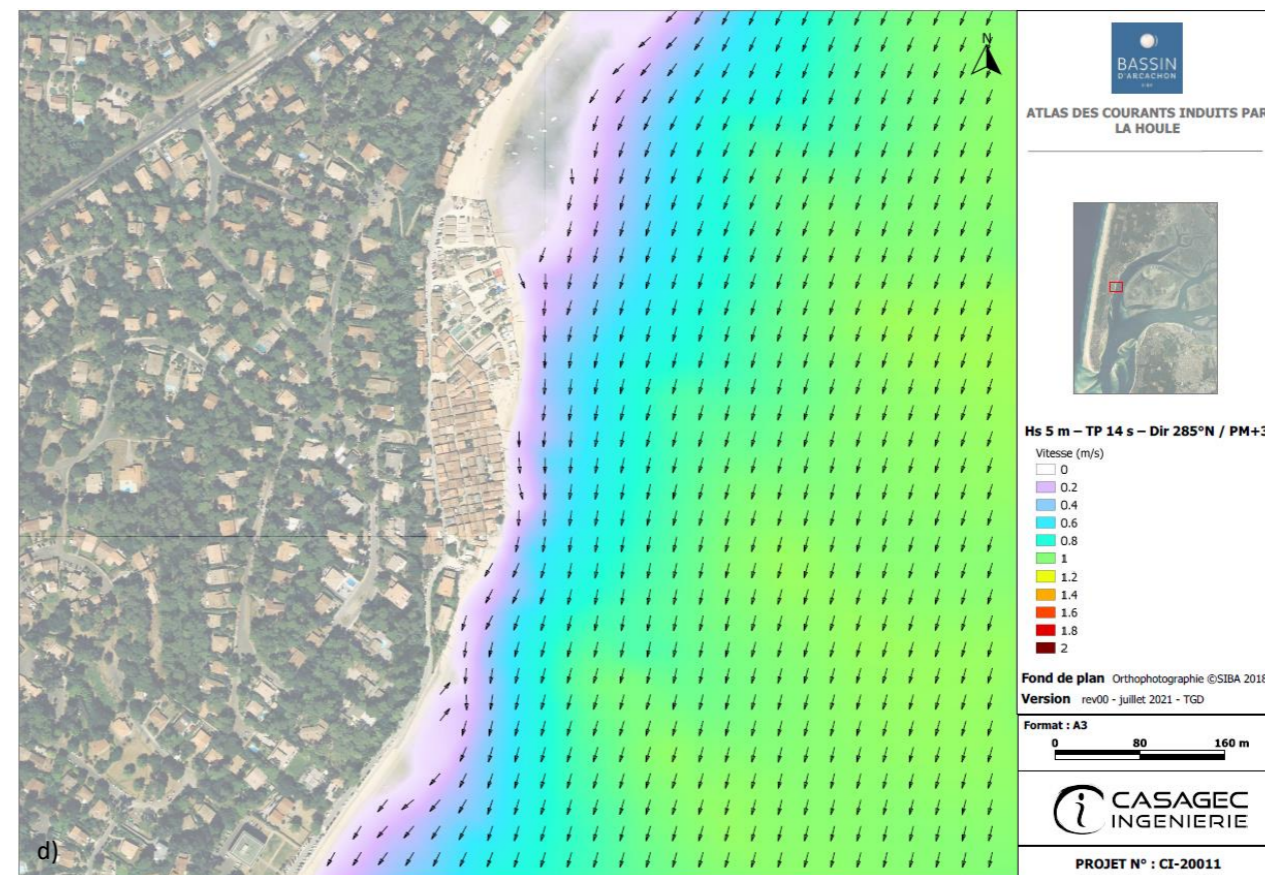 N
BASSIN
D'ARCACHON
ATLAS DES COURANTS INDUITS PAR
LA HOULE
Hs 5 m – TP 14 s – Dir 285°N / PM+3
Vitesse (m/s)
0
0.2
0.4
0.6
0.8
1
1.2
1.4
1.6
1.8
2
Fond de plan Orthophotographie ©SIBA 2018
Version rev00 - juillet 2021 - TGD
Format : A3
0 80 160 m
CASAGEC
INGENIERIE
PROJET N° : CI-20011
d)